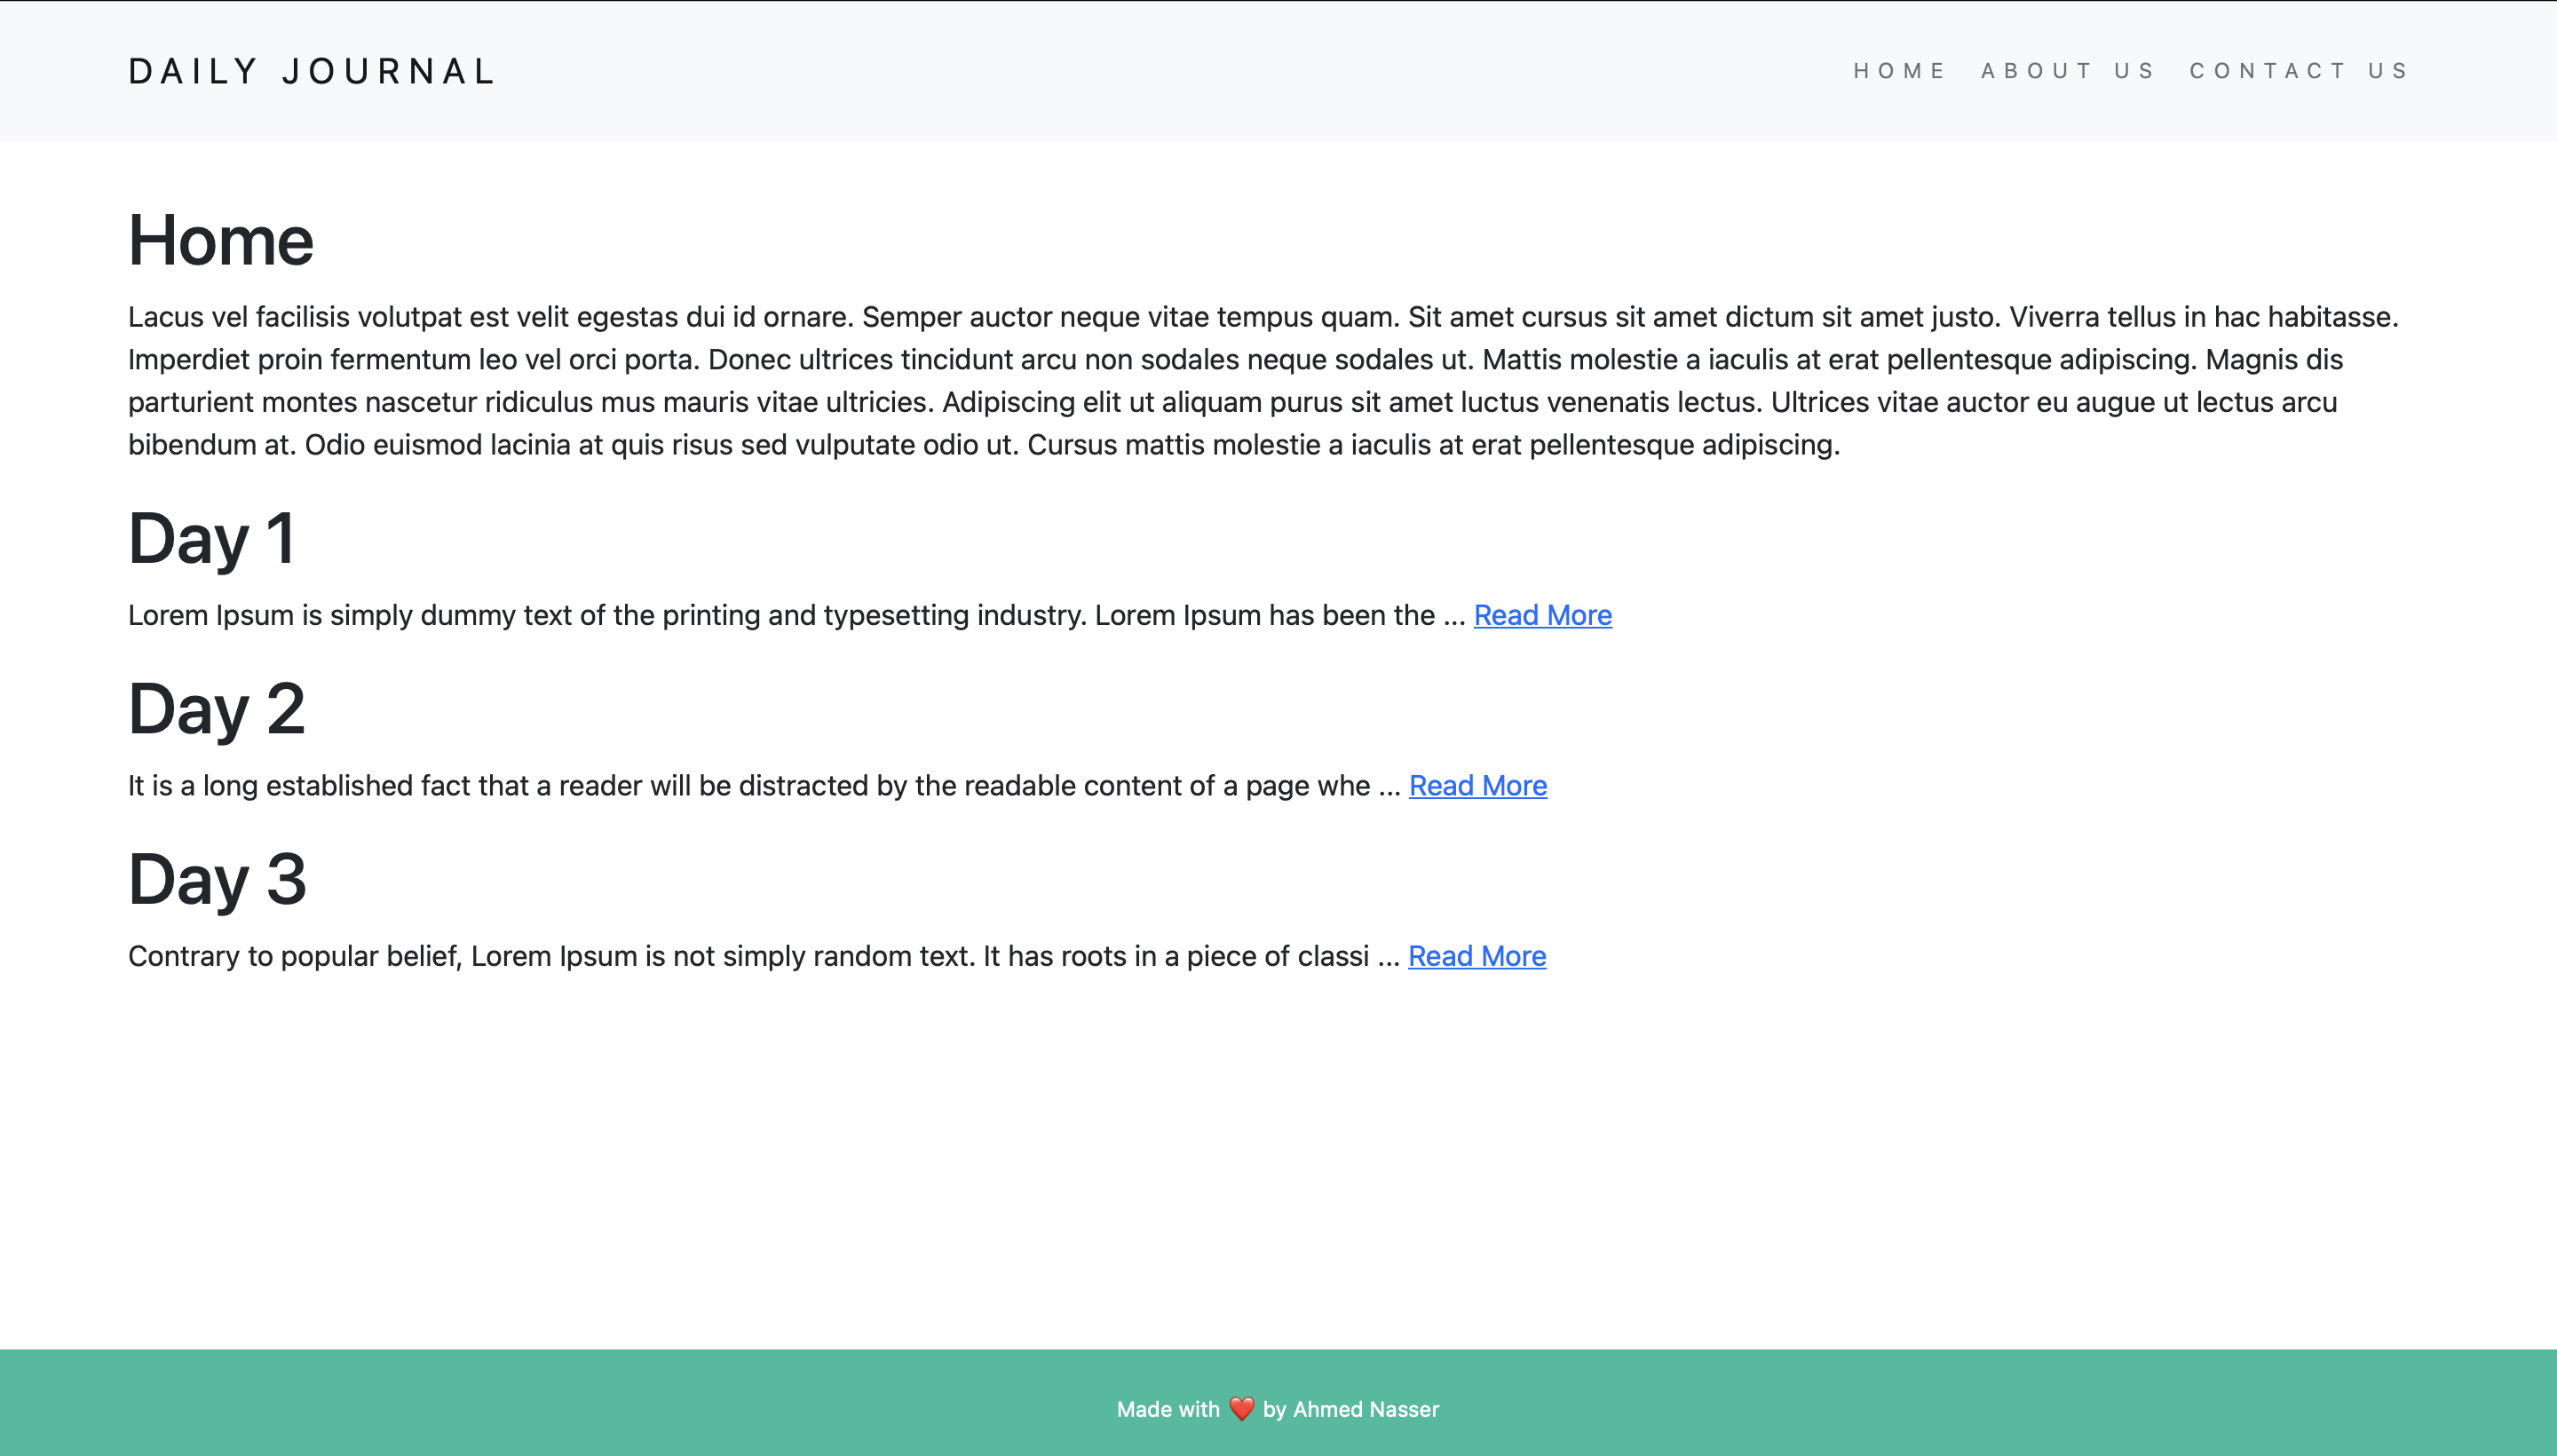 DAILY JOURNAL
HOME ABOUT US CONTACT US
Home
Lacus vel facilisis volutpat est velit egestas dui id ornare. Semper auctor neque vitae tempus quam. Sit amet cursus sit amet dictum sit amet justo. Viverra tellus in hac habitasse.
Imperdiet proin fermentum leo vel orci porta. Donec ultrices tincidunt arcu non sodales neque sodales ut. Mattis molestie a iaculis at erat pellentesque adipiscing. Magnis dis
parturient montes nascetur ridiculus mus mauris vitae ultricies. Adipiscing elit ut aliquam purus sit amet luctus venenatis lectus. Ultrices vitae auctor eu augue ut lectus arcu
bibendum at. Odio euismod lacinia at quis risus sed vulputate odio ut. Cursus mattis molestie a iaculis at erat pellentesque adipiscing.
Day 1
Lorem Ipsum is simply dummy text of the printing and typesetting industry. Lorem Ipsum has been the ... Read More
Day 2
It is a long established fact that a reader will be distracted by the readable content of a page whe ... Read More
Day 3
Contrary to popular belief, Lorem Ipsum is not simply random text. It has roots in a piece of classi ... Read More
Made with ❤️ by Ahmed Nasser